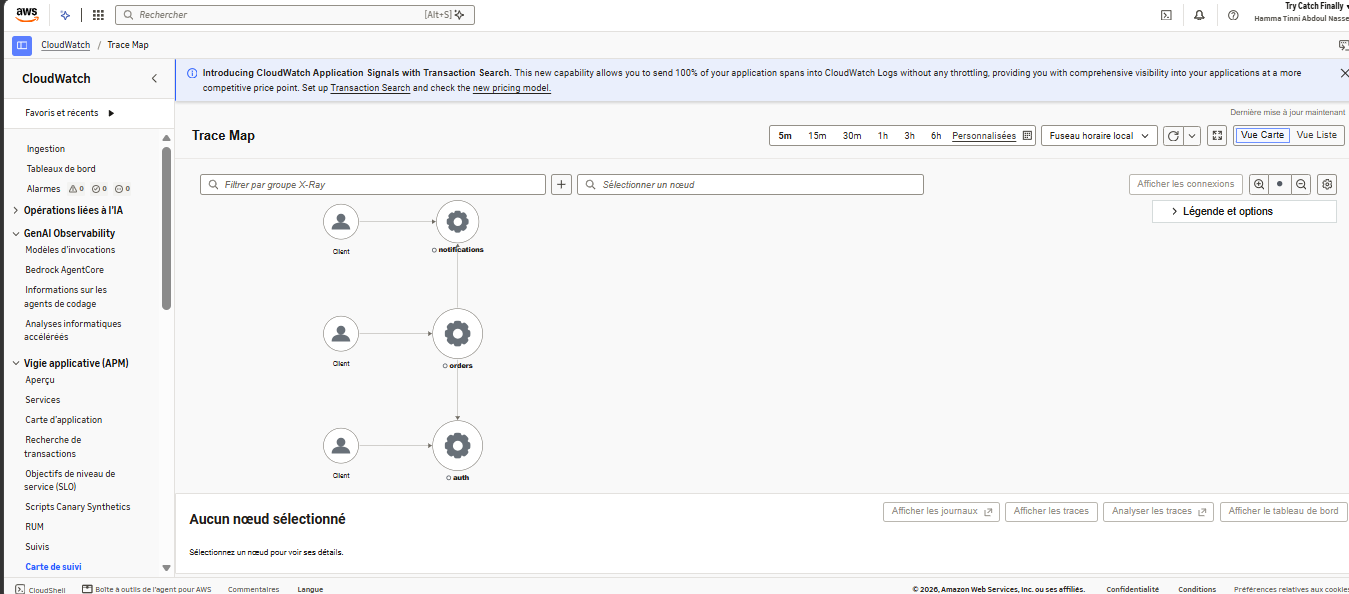 aws
Rechercher
[Alt+S]
Try Catch Finally
Hamma Tinni Abdoul Nasse
CloudWatch / Trace Map
CloudWatch
Favoris et récents
Ingestion
Tableaux de bord
Alarmes 0 0 0
Opérations liées à l'IA
GenAI Observability
Modèles d'invocations
Bedrock AgentCore
Informations sur les
agents de codage
Analyses informatiques
accélérées
Vigie applicative (APM)
Aperçu
Services
Carte d'application
Recherche de
transactions
Objectifs de niveau de
service (SLO)
Scripts Canary Synthetics
RUM
Suivis
Carte de suivi
Introducing CloudWatch Application Signals with Transaction Search. This new capability allows you to send 100% of your application spans into CloudWatch Logs without any throttling, providing you with comprehensive visibility into your applications at a more
competitive price point. Set up Transaction Search and check the new pricing model.
Dernière mise à jour maintenant
Trace Map
5m 15m 30m 1h 3h 6h Personnalisées
Fuseau horaire local
Vue Carte
Vue Liste
Filtrer par groupe X-Ray
Sélectionner un nœud
Afficher les connexions
Légende et options
Client
notifications
Client
orders
Client
auth
Aucun nœud sélectionné
Afficher les journaux
Afficher les traces
Analyser les traces
Afficher le tableau de bord
Sélectionnez un nœud pour voir ses détails.
CloudShell
Boîte à outils de l'agent pour AWS
Commentaires
Langue
© 2026, Amazon Web Services, Inc. ou ses affiliés.
Confidentialité
Conditions
Préférences relatives aux cookies